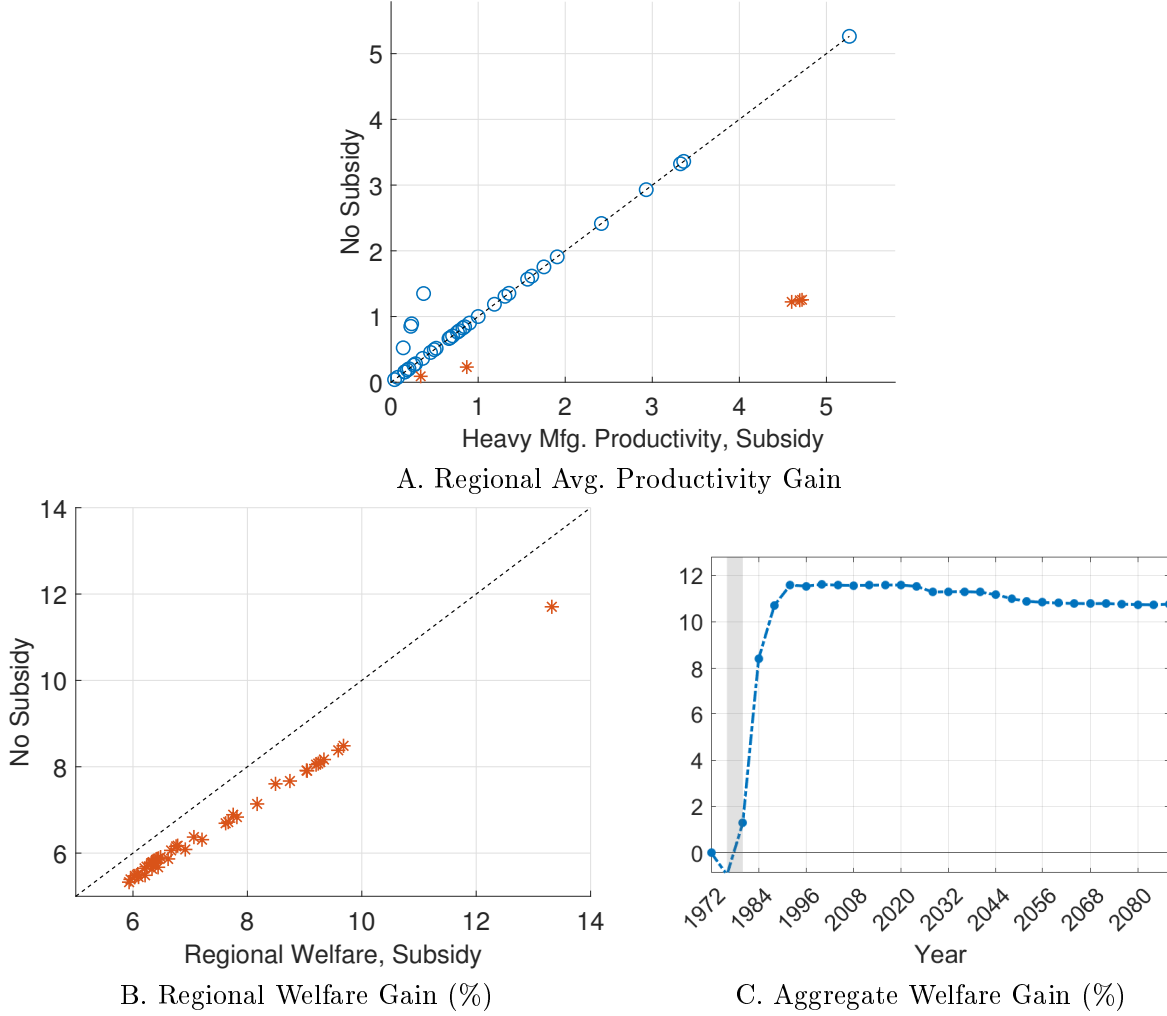 5
4
3
2
1
0
No Subsidy
0 1 2 3 4 5
Heavy Mfg. Productivity, Subsidy
A. Regional Avg. Productivity Gain
14
12
10
8
6
No Subsidy
6 8 10 12 14
Regional Welfare, Subsidy
B. Regional Welfare Gain (%)
12
10
8
6
4
2
0
1972 1984 1996 2008 2020 2032 2044 2056 2068 2080
Year
C. Aggregate Welfare Gain (%)